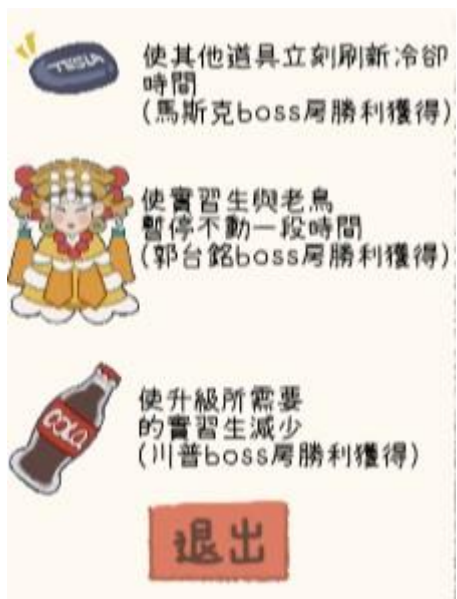 TESLA
使其他道具立刻刷新冷卻
時間
(馬斯克boss房勝利獲得)
使實習生與老鳥
暫停不動一段時間
(郭台銘boss房勝利獲得)
COLA
使升級所需要
的實習生減少
(川普boss房勝利獲得)
退出